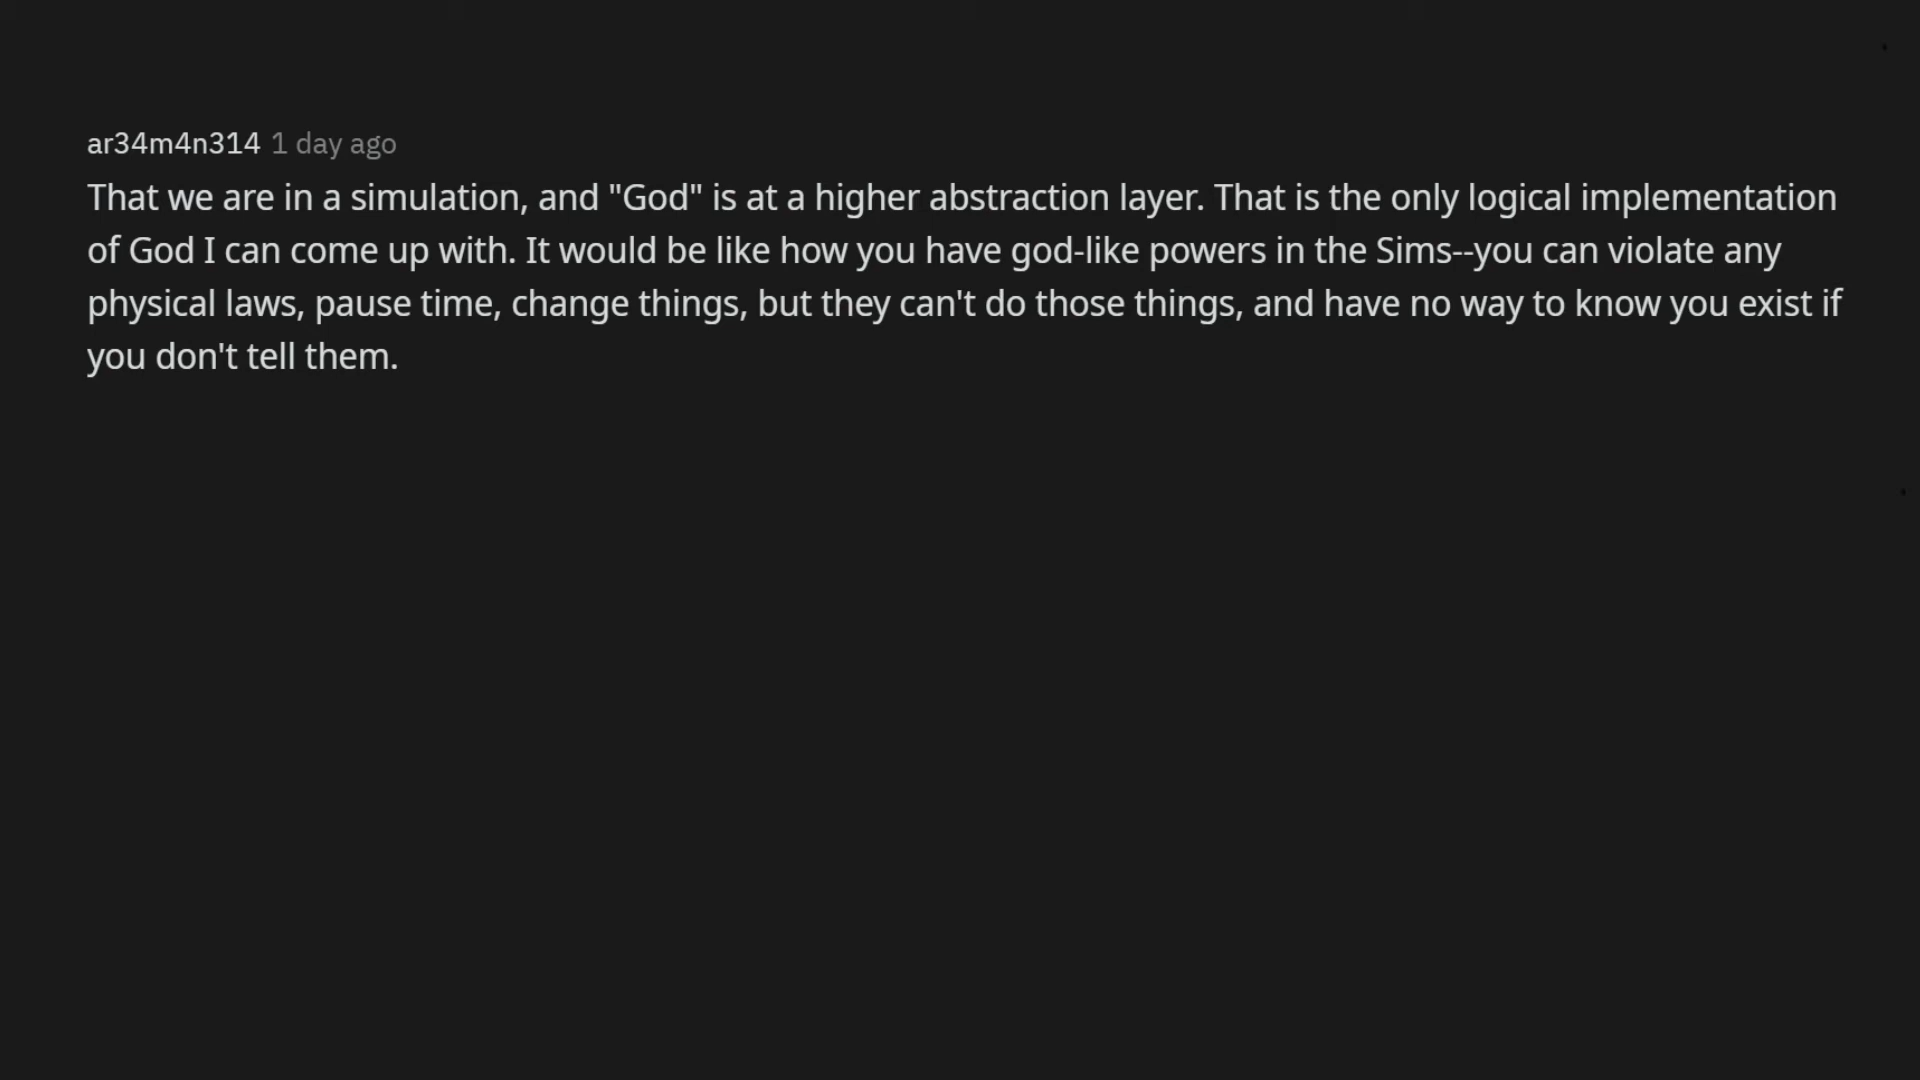 ar34m4n314 1 day ago
That we are in a simulation, and "God" is at a higher abstraction layer. That is the only logical implementation
of God I can come up with. It would be like how you have god-like powers in the Sims--you can violate any
physical laws, pause time, change things, but they can't do those things, and have no way to know you exist if
you don't tell them.